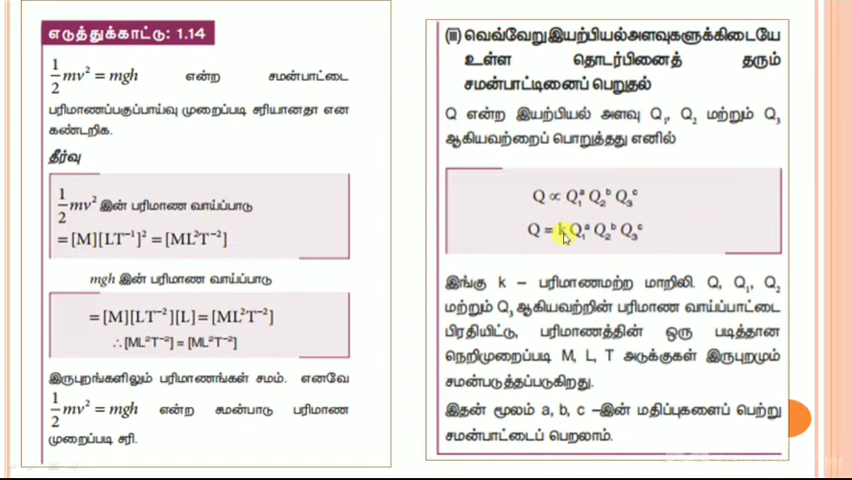 எடுத்துக்காட்டு: 1.14
1/2 mv² = mgh என்ற சமன்பாட்டை
பரிமாணப்பகுப்பாய்வு முறைப்படி சரியானதா என
கண்டறிக.
தீர்வு
1/2 mv² இன் பரிமாண வாய்ப்பாடு
= [M][LT⁻¹]² = [ML²T⁻²]
mgh இன் பரிமாண வாய்ப்பாடு
= [M][LT⁻²][L] = [ML²T⁻²]
∴ [ML²T⁻²] = [ML²T⁻²]
இருபுறங்களிலும் பரிமாணங்கள் சமம். எனவே
1/2 mv² = mgh என்ற சமன்பாடு பரிமாண
முறைப்படி சரி.
(iii) வெவ்வேறு இயற்பியல் அளவுகளுக்கிடையே
உள்ள தொடர்பினைத் தரும்
சமன்பாட்டினைப் பெறுதல்
Q என்ற இயற்பியல் அளவு Q₁, Q₂ மற்றும் Q₃
ஆகியவற்றைப் பொறுத்தது எனில்
Q ∝ Q₁ᵃ Q₂ᵇ Q₃ᶜ
Q = k Q₁ᵃ Q₂ᵇ Q₃ᶜ
இங்கு k – பரிமாணமற்ற மாறிலி. Q, Q₁, Q₂
மற்றும் Q₃ ஆகியவற்றின் பரிமாண வாய்ப்பாட்டை
பிரதியிட்டு, பரிமாணத்தின் ஒரு படித்தான
நெறிமுறைப்படி M, L, T அடுக்குகள் இருபுறமும்
சமன்படுத்தப்படுகிறது.
இதன் மூலம் a, b, c –இன் மதிப்புகளைப் பெற்று
சமன்பாட்டைப் பெறலாம்.